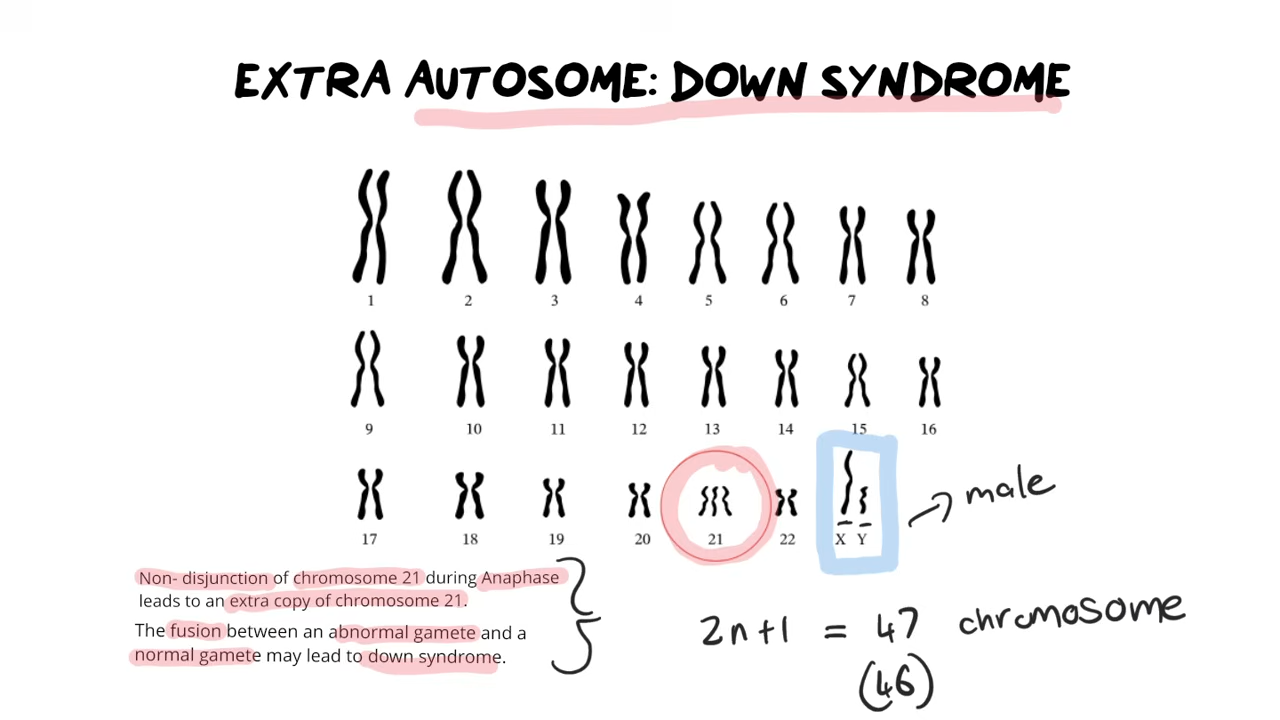 EXTRA AUTOSOME: DOWN SYNDROME
1 2 3 4 5 6 7 8
9 10 11 12 13 14 15 16
17 18 19 20 21 22 X Y
male
Non- disjunction of chromosome 21 during Anaphase
leads to an extra copy of chromosome 21.
The fusion between an abnormal gamete and a
normal gamete may lead to down syndrome.
2n+1 = 47 chromosome
(46)